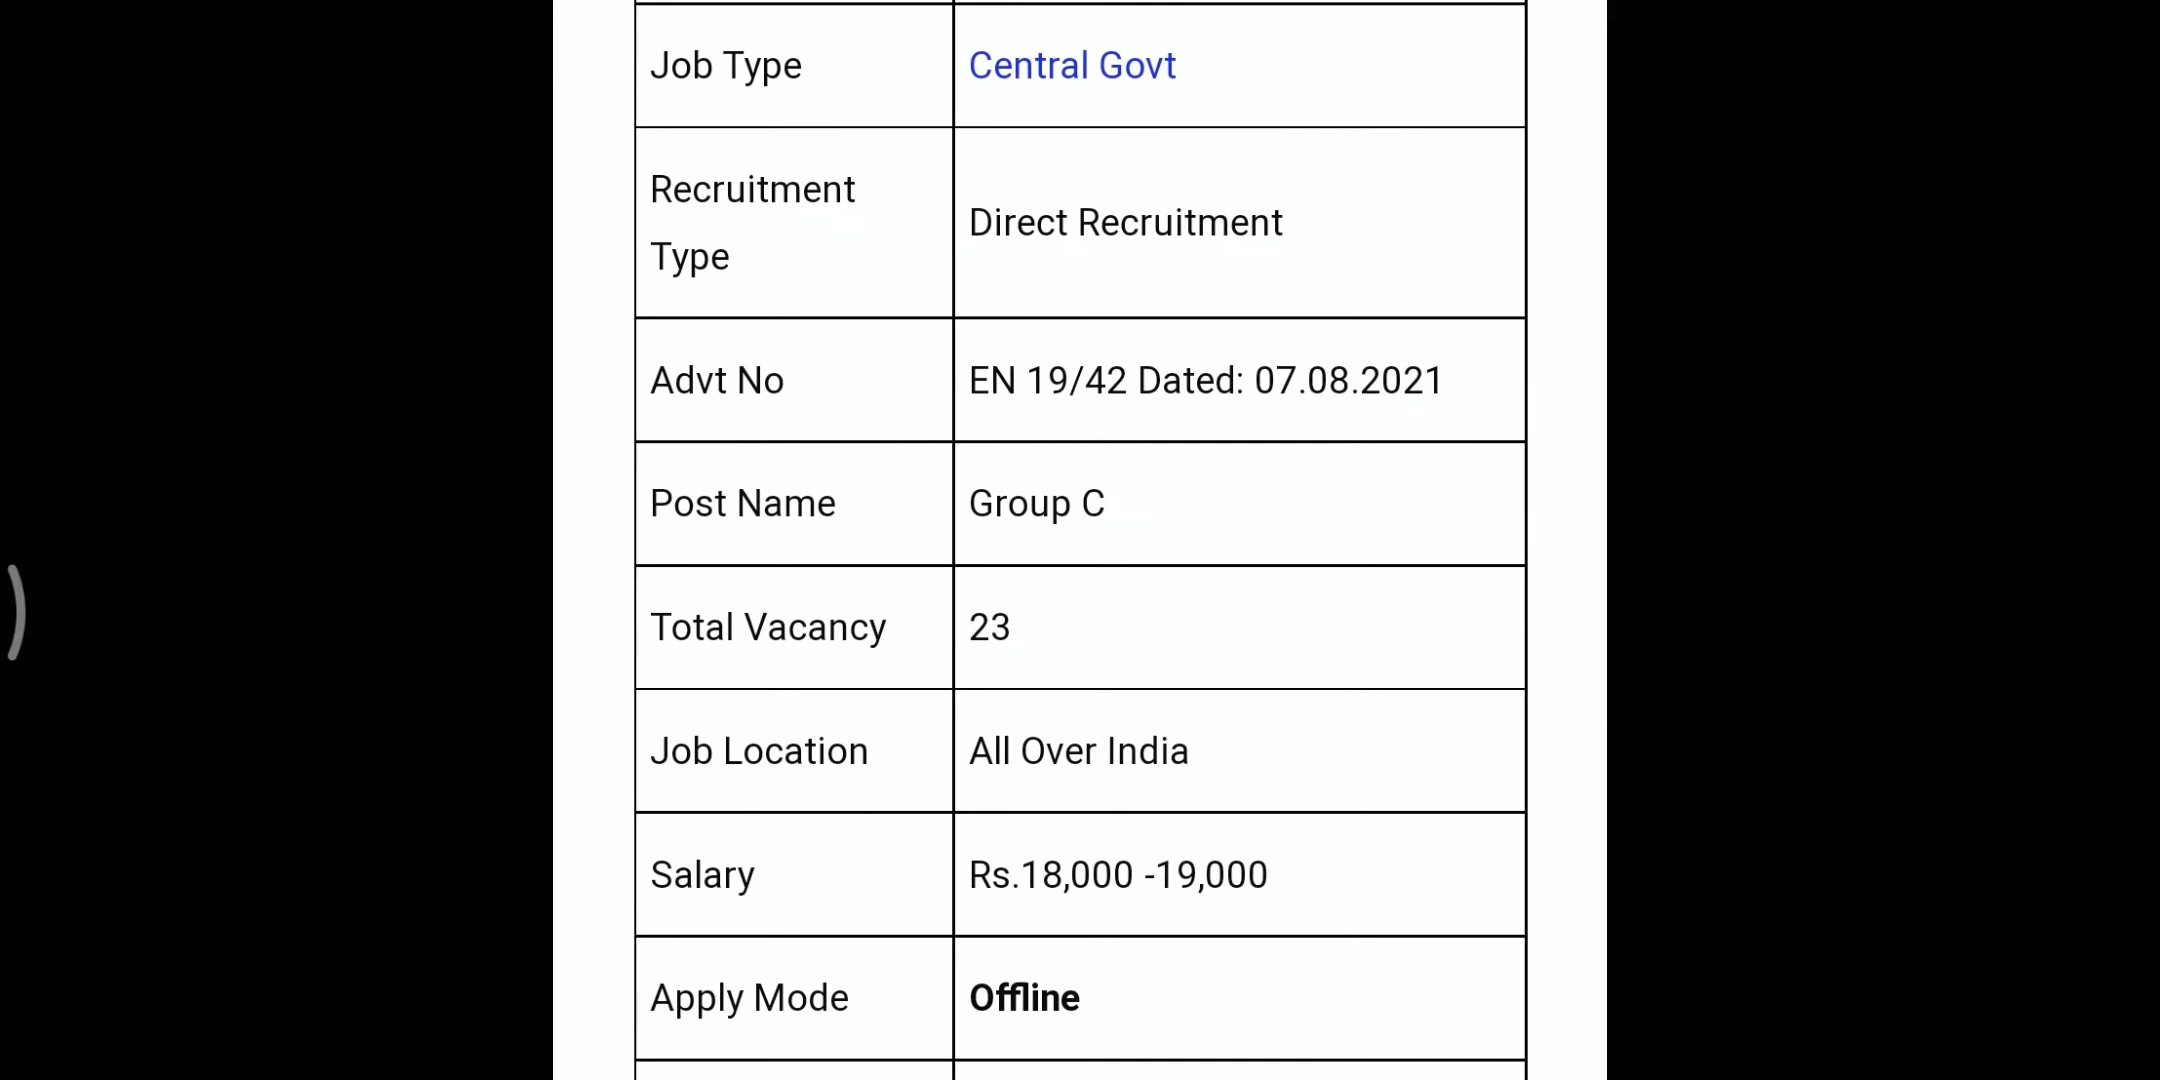 Job Type
Central Govt
Recruitment
Type
Direct Recruitment
Advt No
EN 19/42 Dated: 07.08.2021
Post Name
Group C
Total Vacancy
23
Job Location
All Over India
Salary
Rs.18,000 -19,000
Apply Mode
Offline